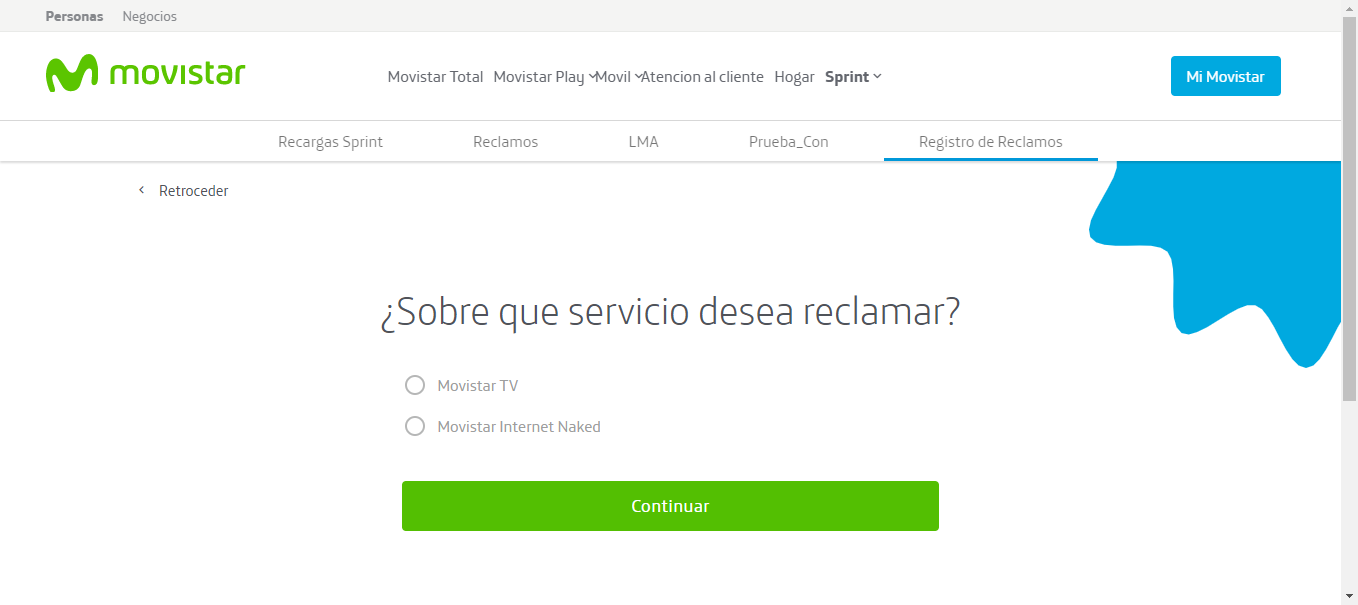 Personas Negocios
movistar
Movistar Total Movistar Play Movil Atencion al cliente Hogar Sprint
Mi Movistar
Recargas Sprint Reclamos LMA Prueba_Con Registro de Reclamos
Retroceder
¿Sobre que servicio desea reclamar?
Movistar TV
Movistar Internet Naked
Continuar